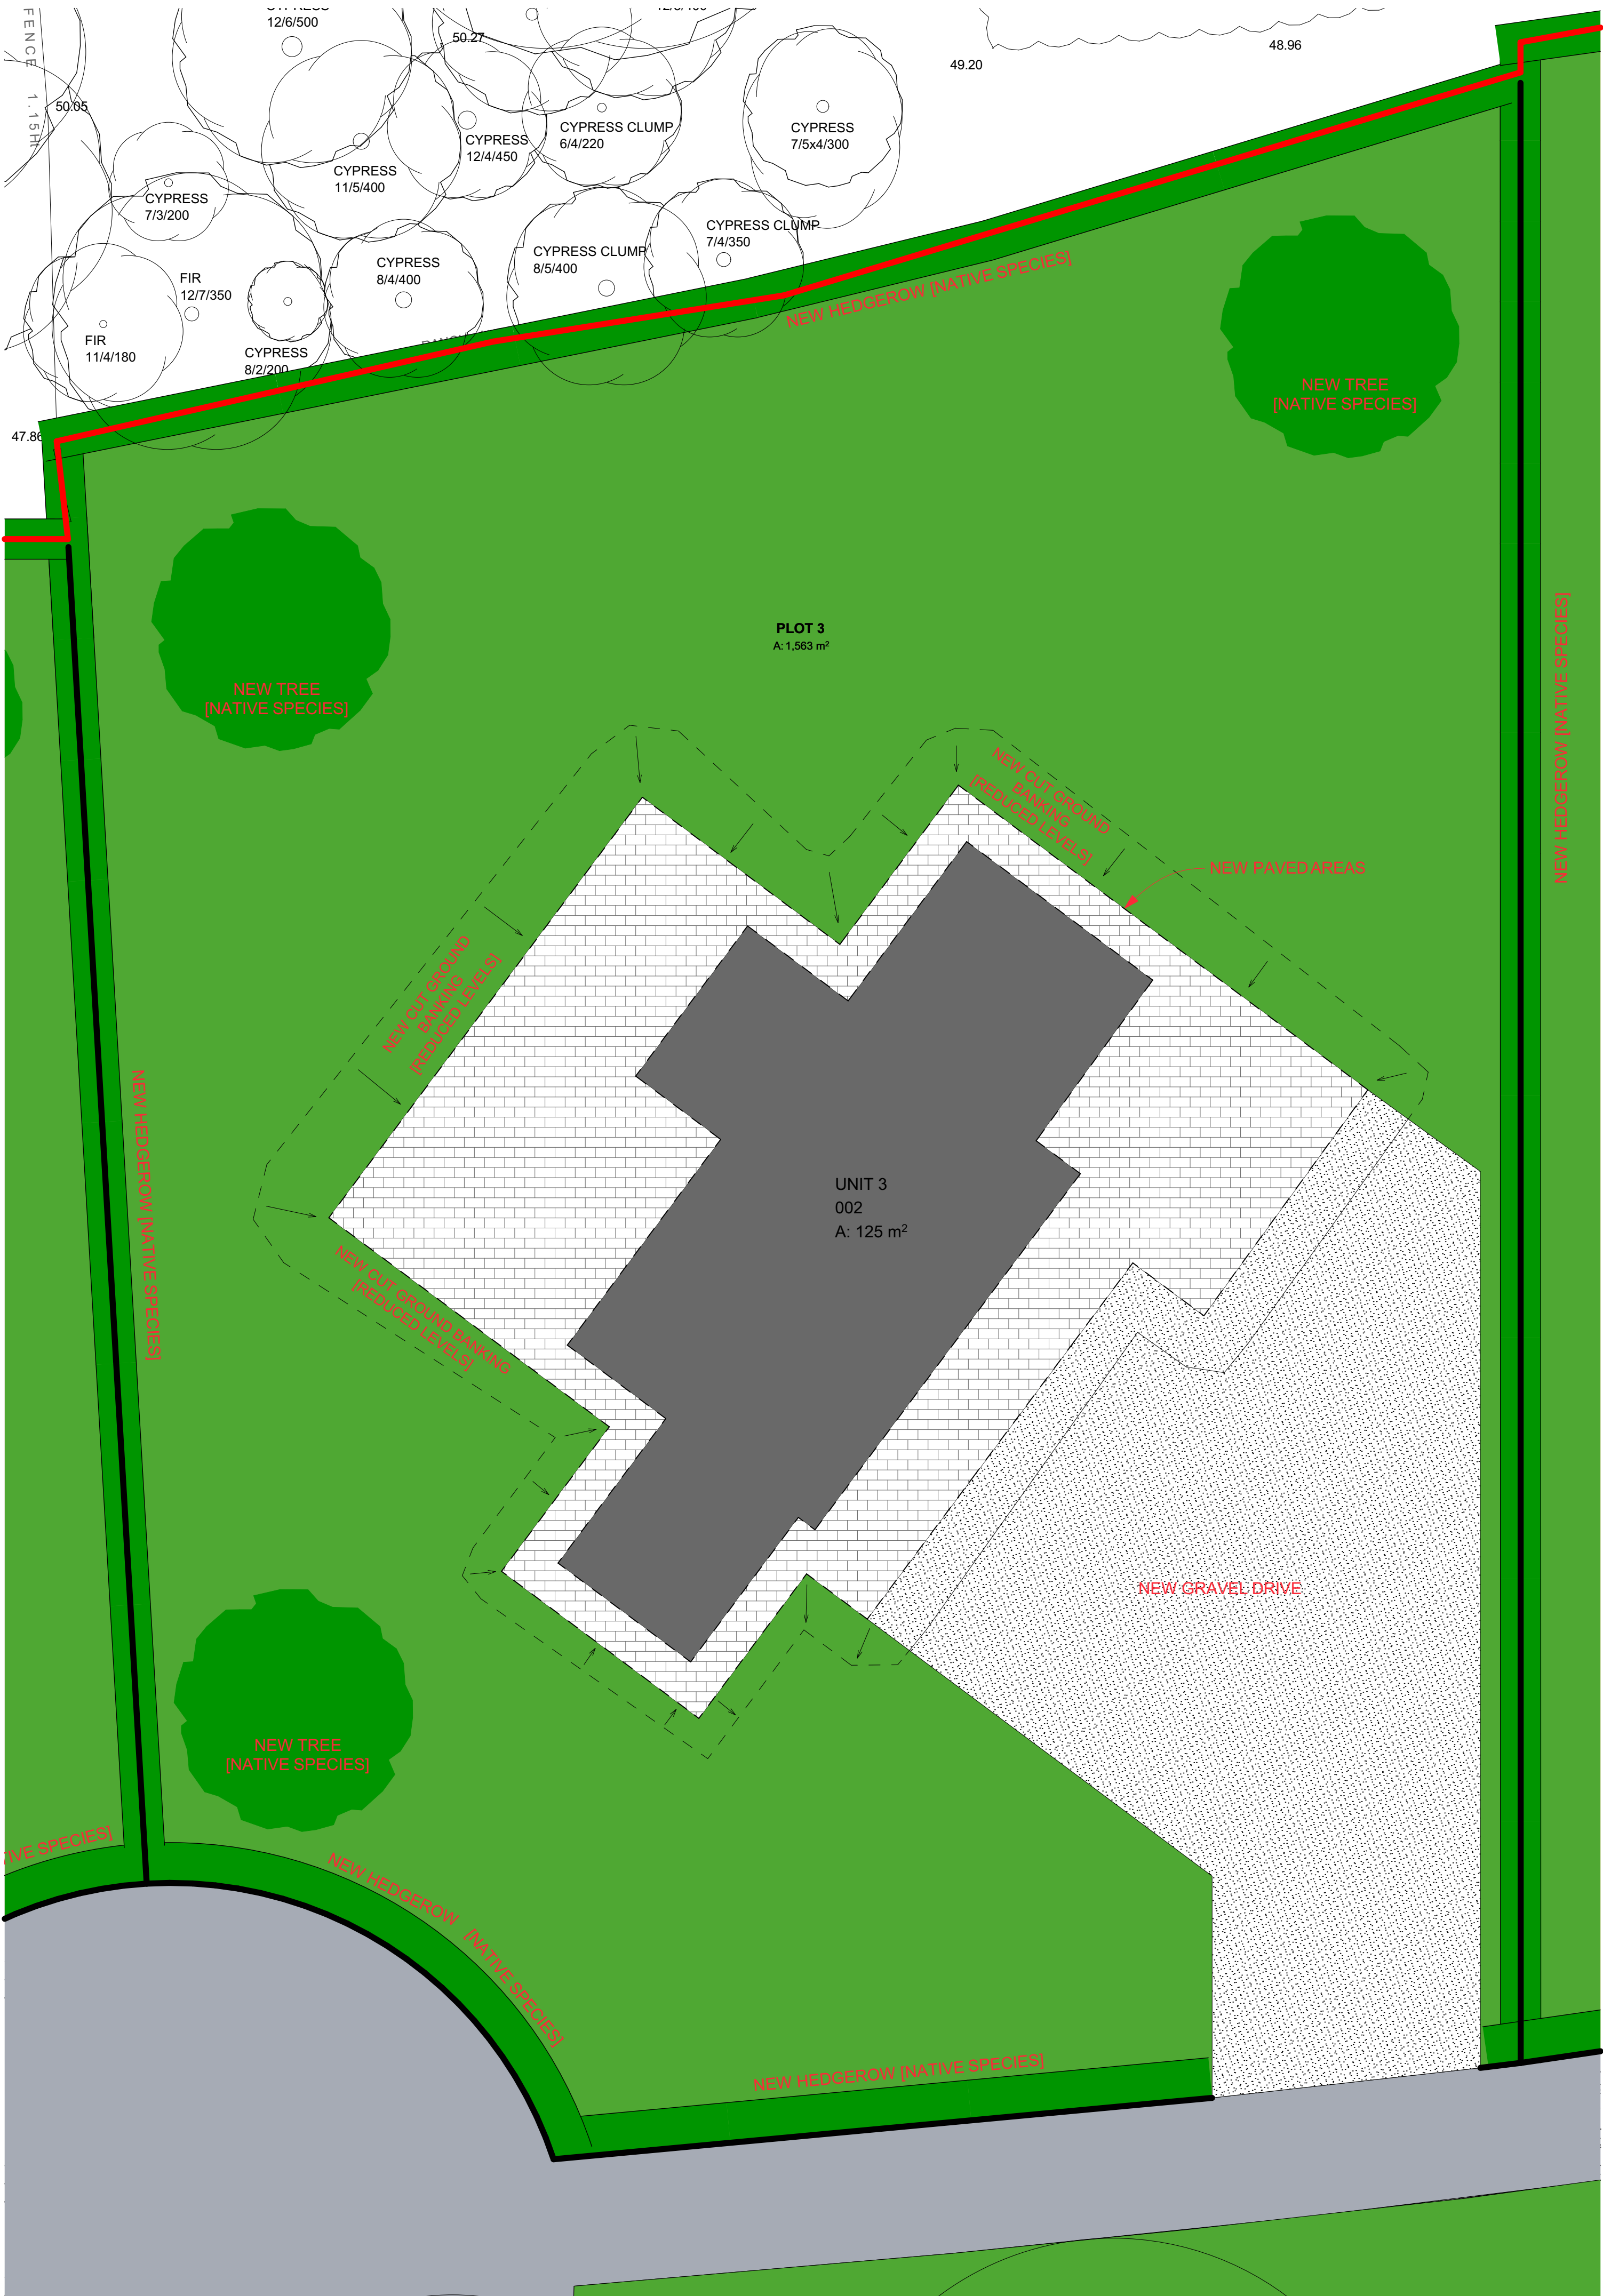 12/6/500
50.27
48.96
49.20
FENCE 1.15Ht
50.05
CYPRESS CLUMP
6/4/220
CYPRESS
7/5x4/300
CYPRESS
12/4/450
CYPRESS
11/5/400
CYPRESS
7/3/200
CYPRESS CLUMP
7/4/350
CYPRESS CLUMP
8/5/400
CYPRESS
8/4/400
FIR
12/7/350
FIR
11/4/180
CYPRESS
8/2/200
47.86
NEW HEDGEROW [NATIVE SPECIES]
NEW TREE
[NATIVE SPECIES]
PLOT 3
A: 1,563 m²
NEW TREE
[NATIVE SPECIES]
NEW HEDGEROW [NATIVE SPECIES]
NEW CUT GROUND
BANKING
[REDUCED LEVELS]
NEW PAVED AREAS
NEW CUT GROUND
BANKING
[REDUCED LEVELS]
NEW HEDGEROW [NATIVE SPECIES]
UNIT 3
002
A: 125 m²
NEW CUT GROUND BANKING
[REDUCED LEVELS]
NEW GRAVEL DRIVE
NEW TREE
[NATIVE SPECIES]
SPECIES]
NEW HEDGEROW [NATIVE SPECIES]
NEW HEDGEROW [NATIVE SPECIES]